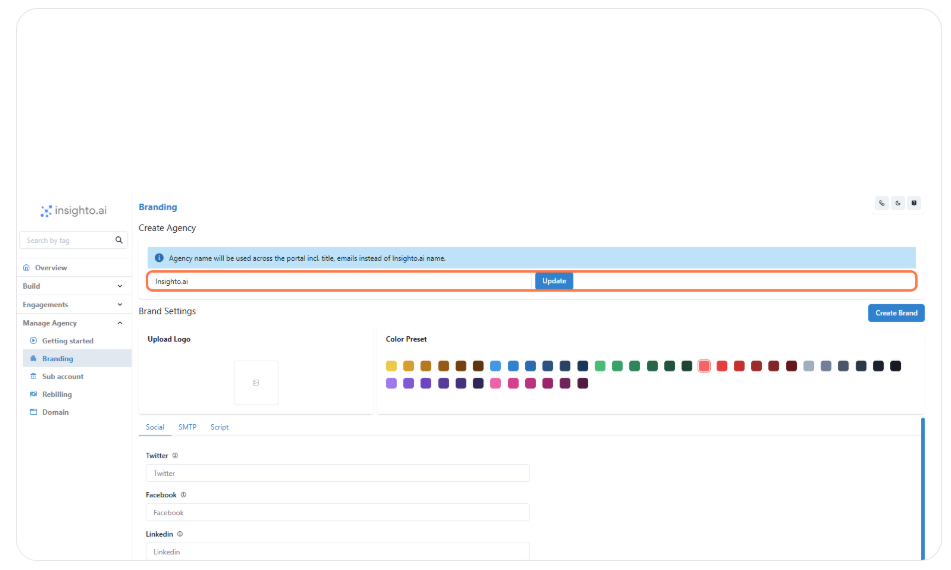 insighto.ai
Search by tag
Overview
Build
Engagements
Manage Agency
Getting started
Branding
Sub account
Rebilling
Domain
Branding
Create Agency
Agency name will be used across the portal incl. title, emails instead of Insighto.ai name.
Insighto.ai
Update
Brand Settings
Create Brand
Upload Logo
Color Preset
Social SMTP Script
Twitter
Twitter
Facebook
Facebook
Linkedin
Linkedin